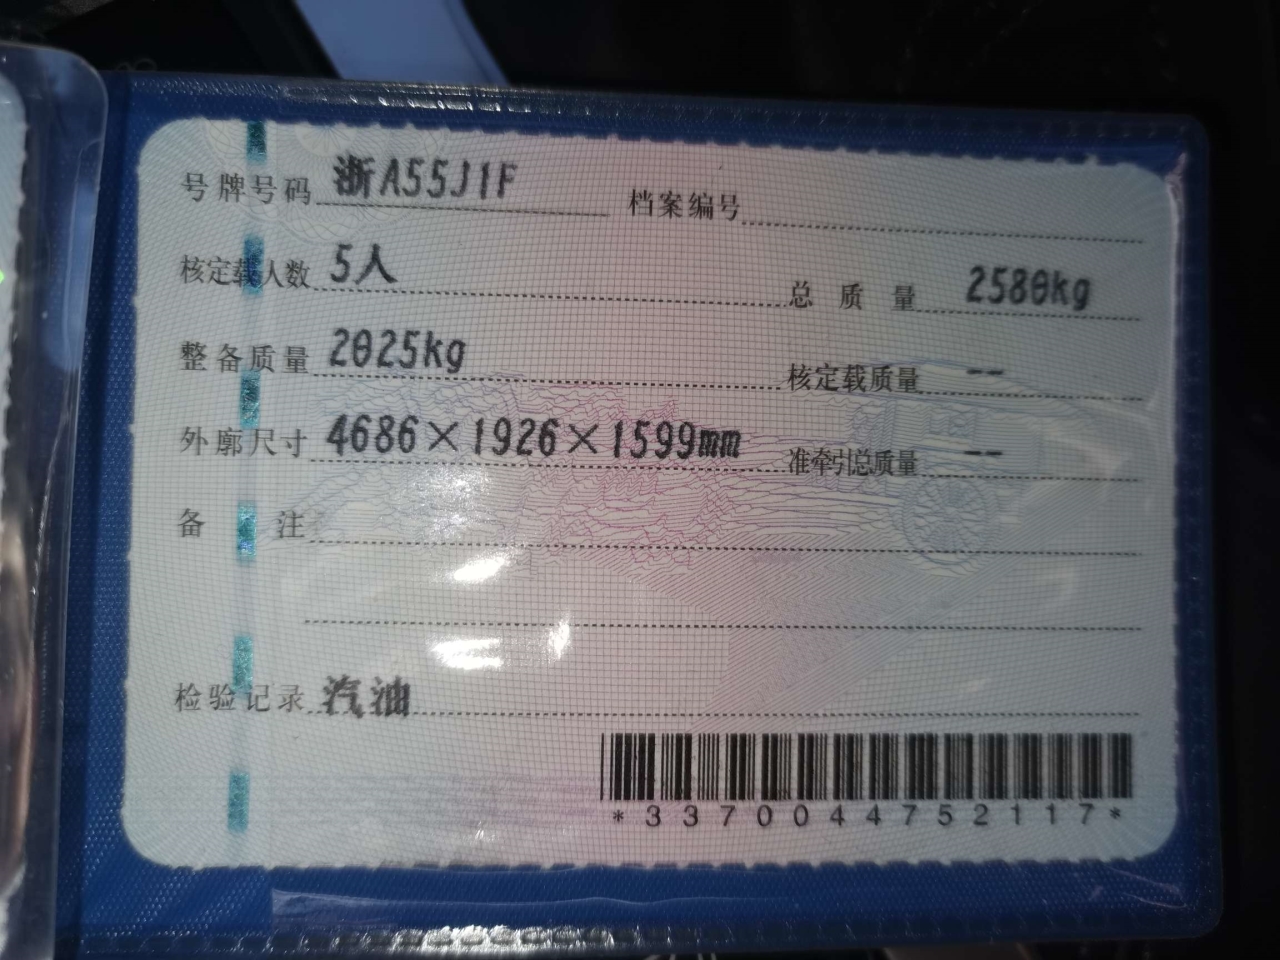 号牌号码 浙A55J1F 档案编号
核定载人数 5人 总质量 2580kg
整备质量 2025kg 核定载质量 --
外廓尺寸 4686×1926×1599mm 准牵引总质量 --
备注
检验记录 汽油
*3370044752117*